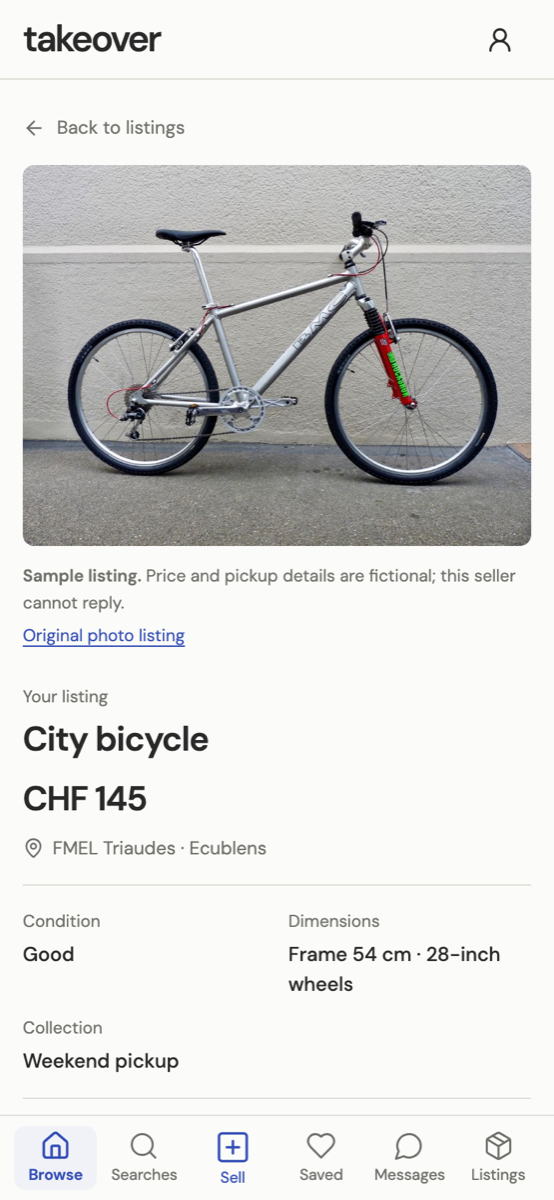 takeover
Back to listings
Sample listing. Price and pickup details are fictional; this seller
cannot reply.
Original photo listing
Your listing
City bicycle
CHF 145
FMEL Triaudes · Ecublens
Condition
Dimensions
Good
Frame 54 cm · 28-inch
wheels
Collection
Weekend pickup
Browse
Searches
Sell
Saved
Messages
Listings